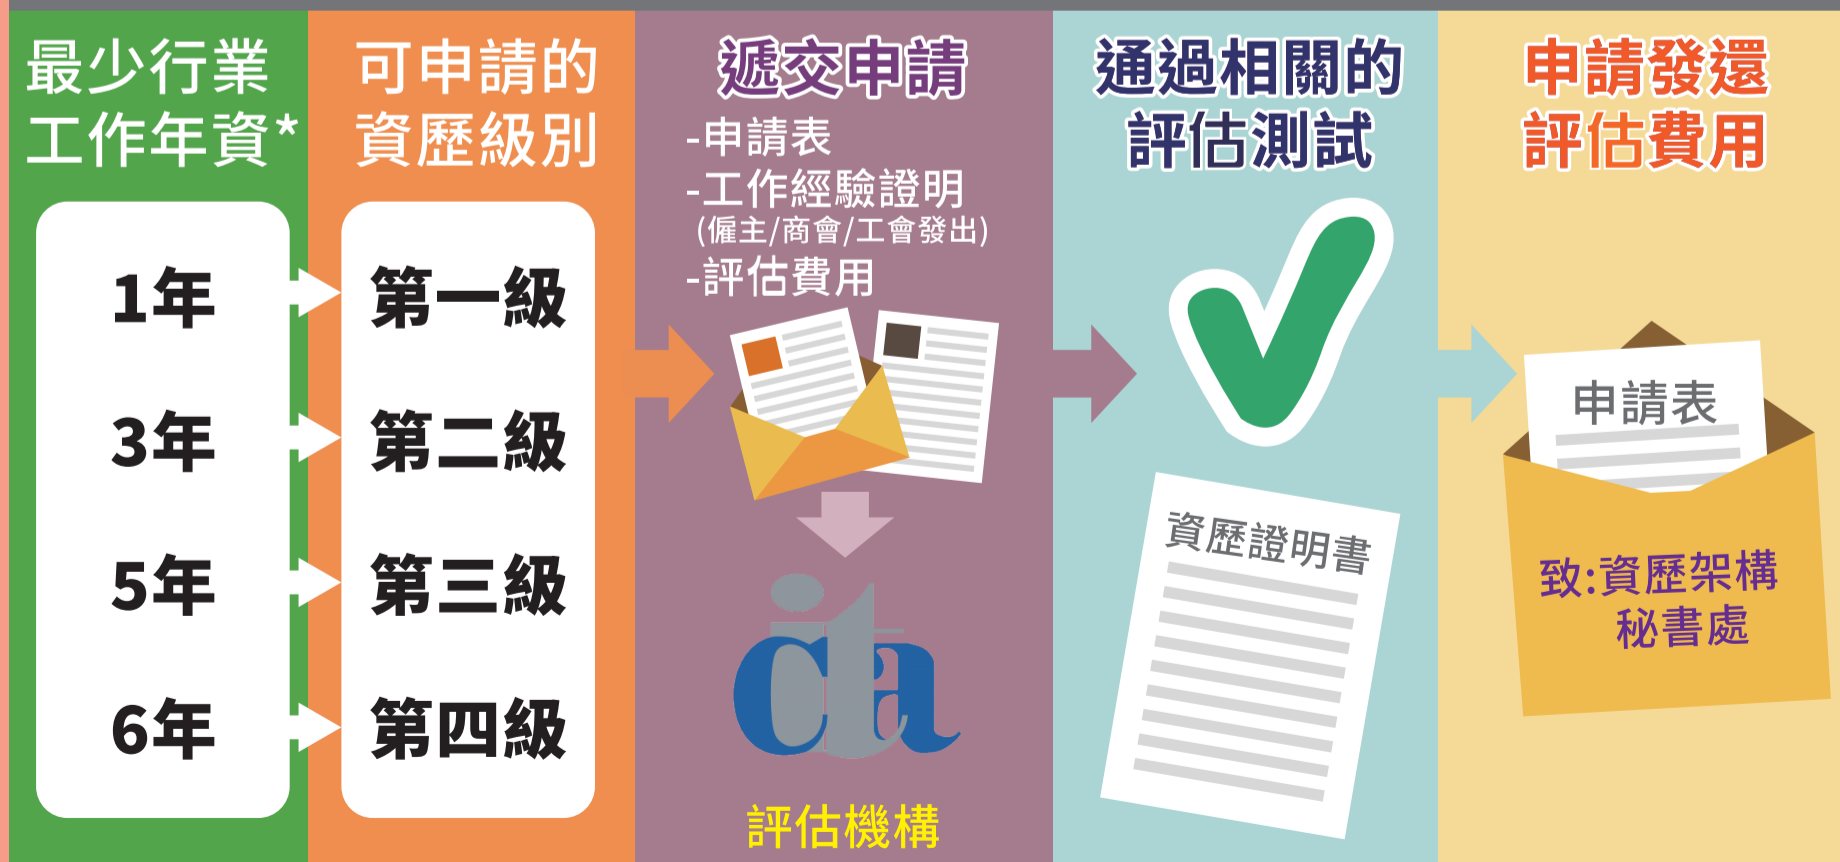 最少行業
工作年資*
1年
3年
5年
6年
可申請的
資歷級別
第一級
第二級
第三級
第四級
遞交申請
-申請表
-工作經驗證明
(僱主/商會/工會發出)
-評估費用
cita
評估機構
通過相關的
評估測試
資歷證明書
申請發還
評估費用
申請表
致:資歷架構
秘書處